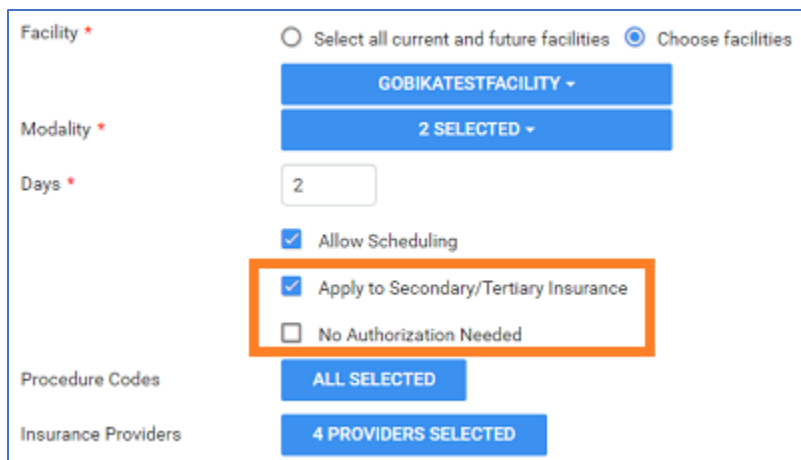 Facility *
Select all current and future facilities
Choose facilities
GOBIKATESTFACILITY
Modality *
2 SELECTED
Days *
2
Allow Scheduling
Apply to Secondary/Tertiary Insurance
No Authorization Needed
Procedure Codes
ALL SELECTED
Insurance Providers
4 PROVIDERS SELECTED